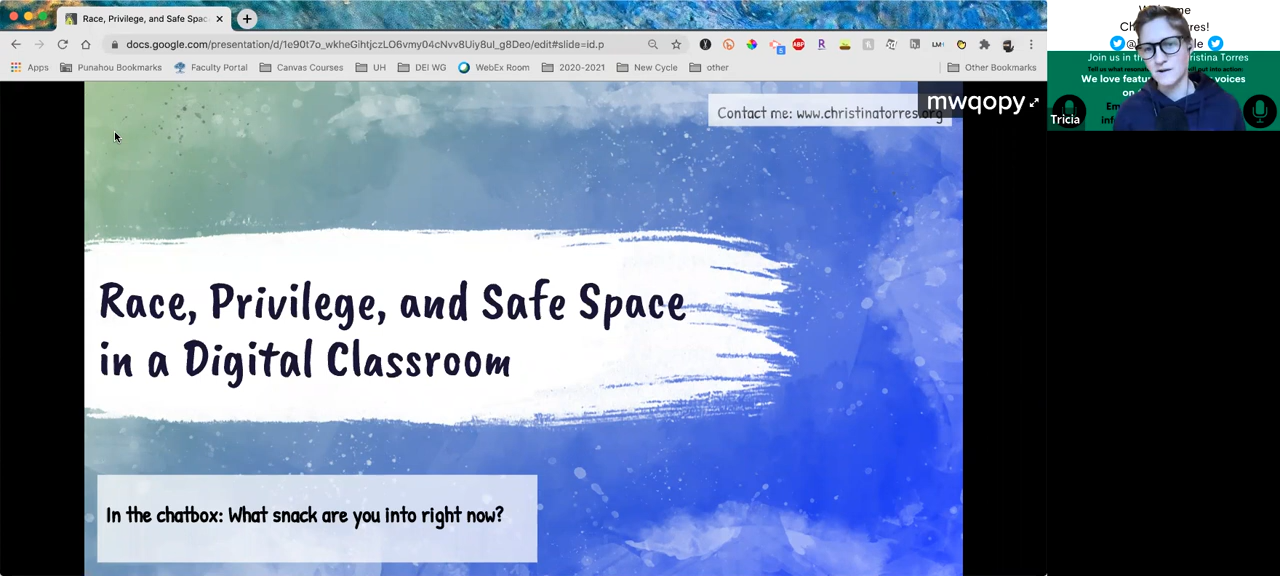 Race, Privilege, and Safe Spac
docs.google.com/presentation/d/1e90t7o_wkheGihtjczLO6vmy04cNvv8Uiy8ul_g8Deo/edit#slide=id.p
Apps Punahou Bookmarks Faculty Portal Canvas Courses UH DEI WG WebEx Room 2020-2021 New Cycle other Other Bookmarks
Contact me: www.christinatorres.org
mwqopy
Race, Privilege, and Safe Space
in a Digital Classroom
In the chatbox: What snack are you into right now?
Join us in
Torres
We love voices
on
Tricia